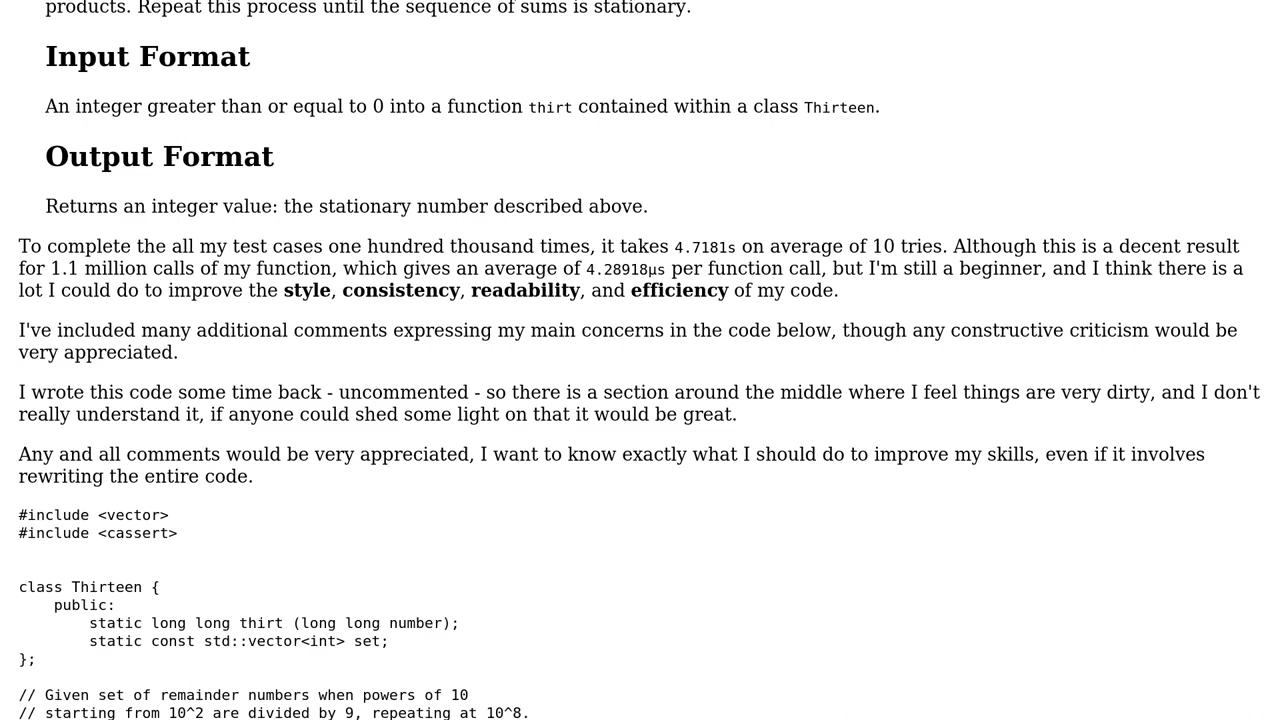 products. Repeat this process until the sequence of sums is stationary.
Input Format
An integer greater than or equal to 0 into a function thirt contained within a class Thirteen.
Output Format
Returns an integer value: the stationary number described above.
To complete the all my test cases one hundred thousand times, it takes 4.7181s on average of 10 tries. Although this is a decent result
for 1.1 million calls of my function, which gives an average of 4.28918µs per function call, but I'm still a beginner, and I think there is a
lot I could do to improve the style, consistency, readability, and efficiency of my code.
I've included many additional comments expressing my main concerns in the code below, though any constructive criticism would be
very appreciated.
I wrote this code some time back - uncommented - so there is a section around the middle where I feel things are very dirty, and I don't
really understand it, if anyone could shed some light on that it would be great.
Any and all comments would be very appreciated, I want to know exactly what I should do to improve my skills, even if it involves
rewriting the entire code.
#include <vector>
#include <cassert>
class Thirteen {
    public:
        static long long thirt (long long number);
        static const std::vector<int> set;
};
// Given set of remainder numbers when powers of 10
// starting from 10^2 are divided by 9, repeating at 10^8.